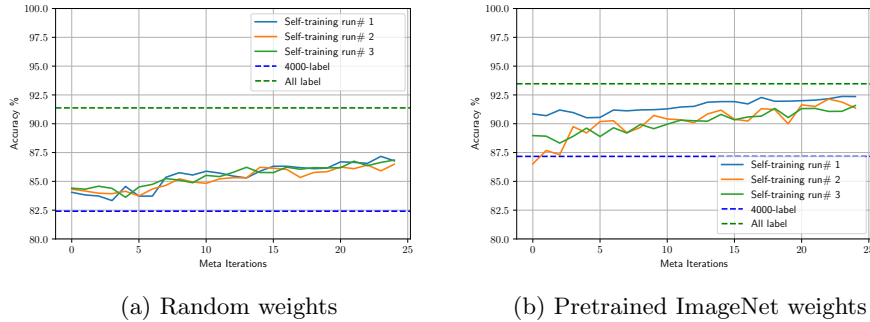 100.0
97.5
95.0
92.5
90.0
87.5
85.0
82.5
80.0
Accuracy %
0 5 10 15 20 25
Meta Iterations
Self-training run# 1
Self-training run# 2
Self-training run# 3
4000-label
All label
(a) Random weights
100.0
97.5
95.0
92.5
90.0
87.5
85.0
82.5
80.0
Accuracy %
0 5 10 15 20 25
Meta Iterations
Self-training run# 1
Self-training run# 2
Self-training run# 3
4000-label
All label
(b) Pretrained ImageNet weights